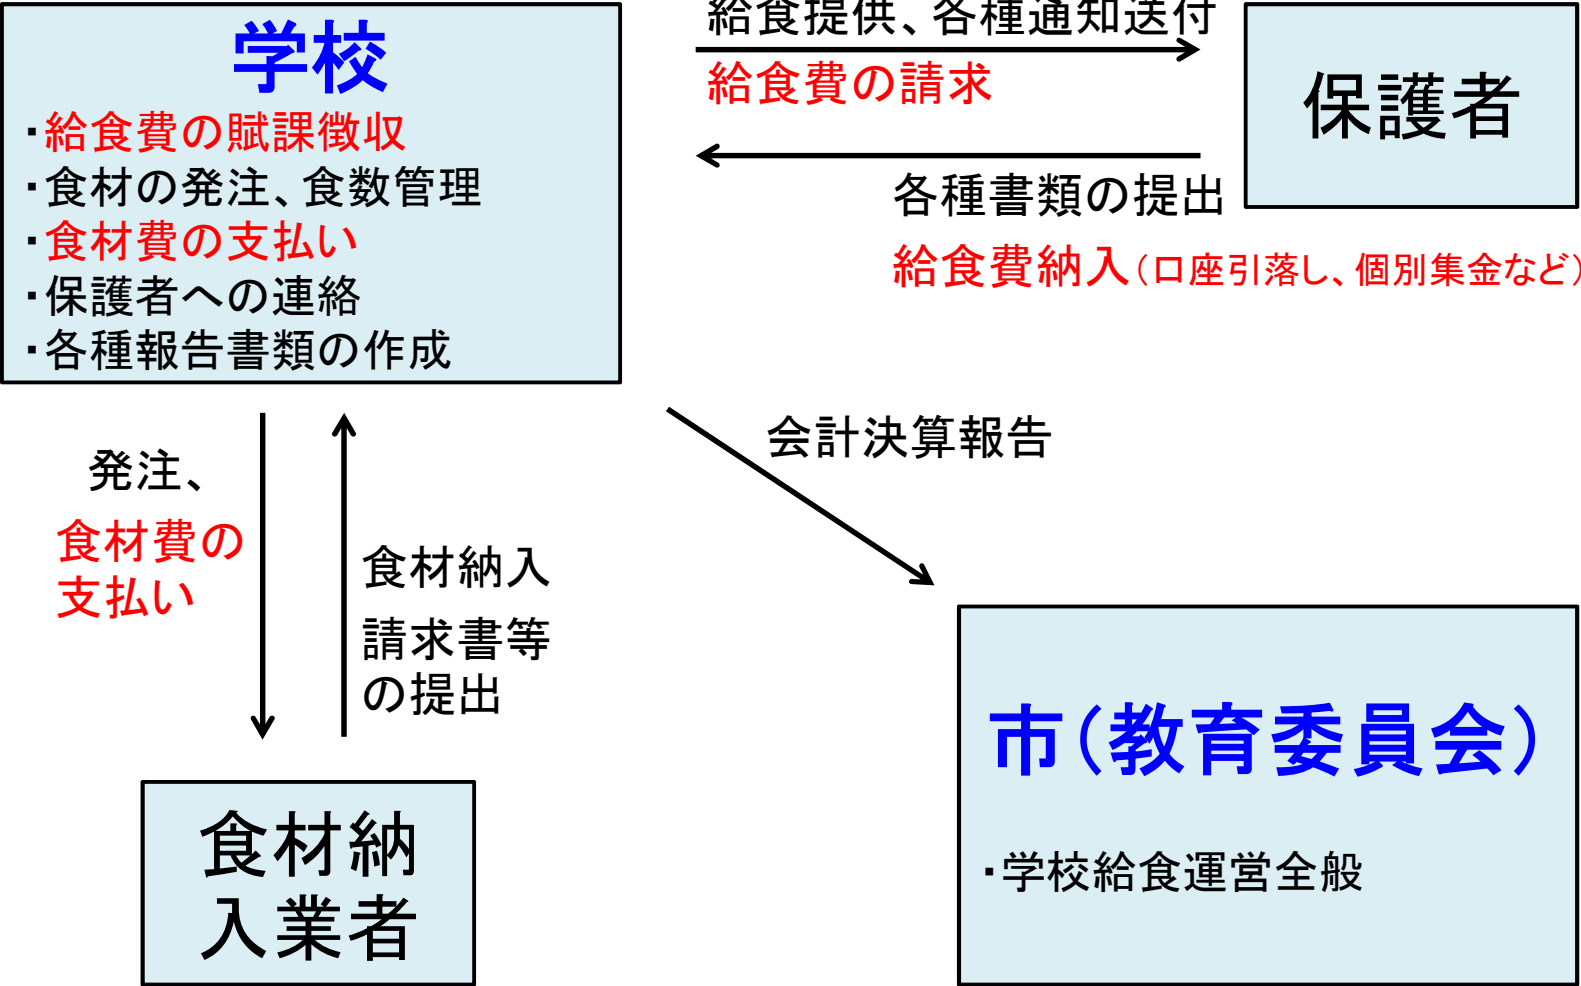 学校
・給食費の賦課徴収
・食材の発注、食数管理
・食材費の支払い
・保護者への連絡
・各種報告書類の作成
給食提供、各種通知送付
給食費の請求
保護者
各種書類の提出
給食費納入（口座引落し、個別集金など）
発注、
食材費の
支払い
食材納入
請求書等
の提出
会計決算報告
食材納
入業者
市（教育委員会）
・学校給食運営全般